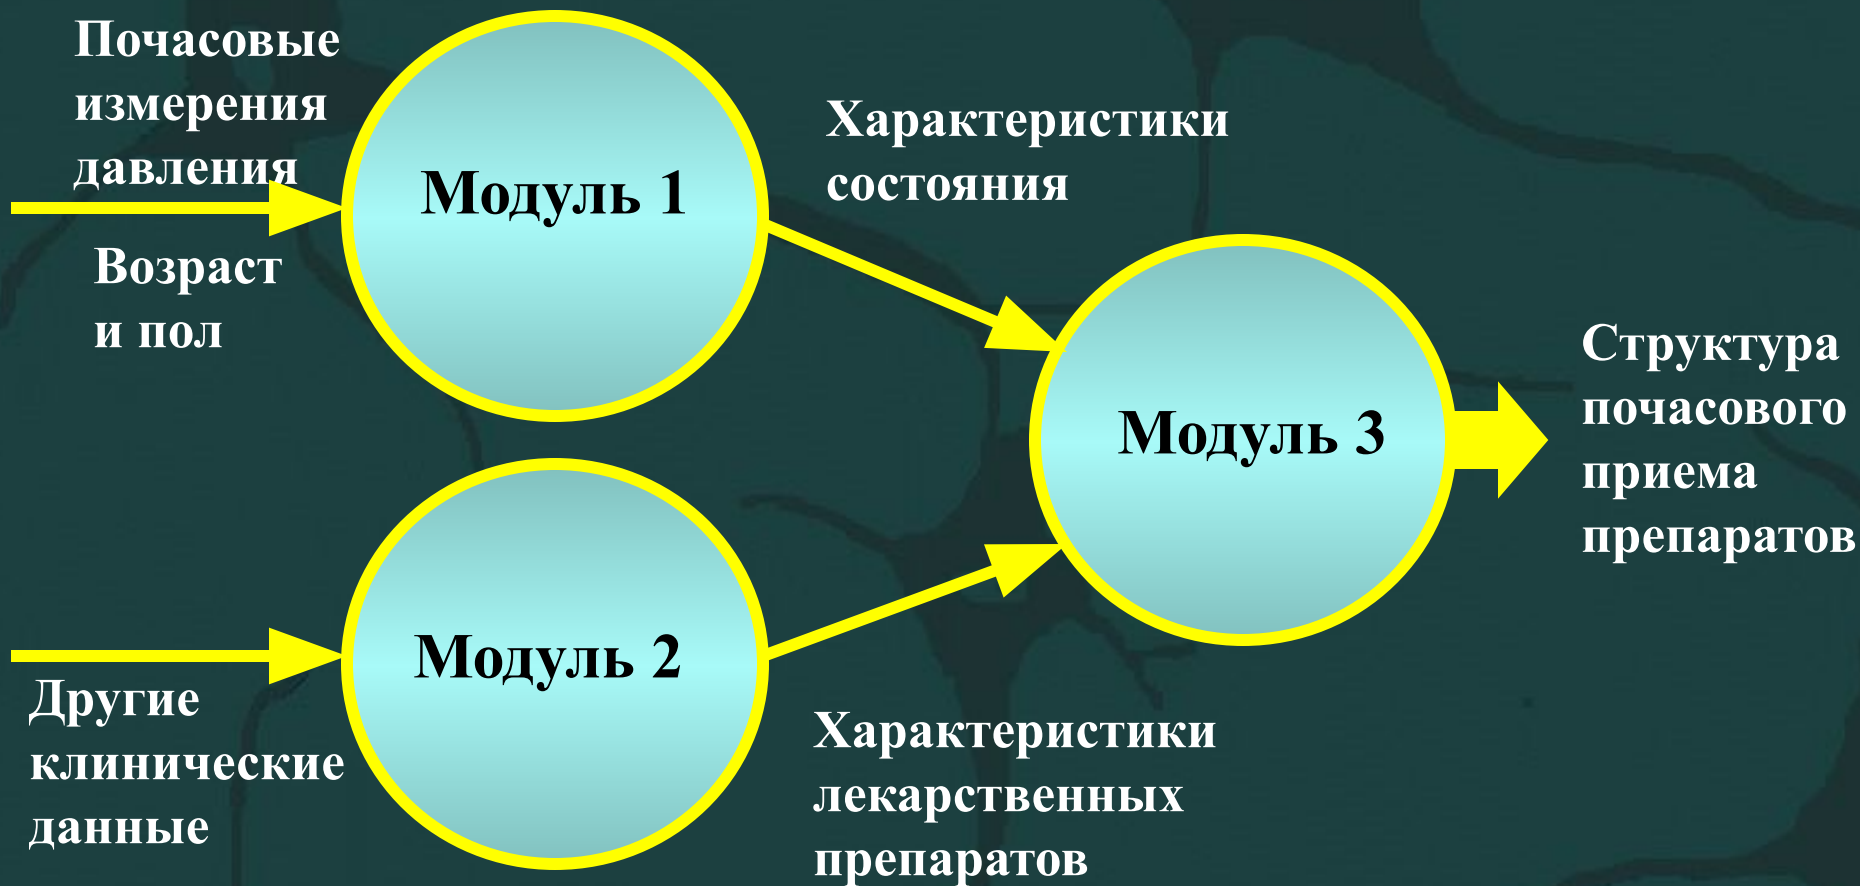 Почасовые
измерения
давления
Возраст
и пол
Модуль 1
Характеристики
состояния
Модуль 2
Другие
клинические
данные
Характеристики
лекарственных
препаратов
Модуль 3
Структура
почасового
приема
препаратов